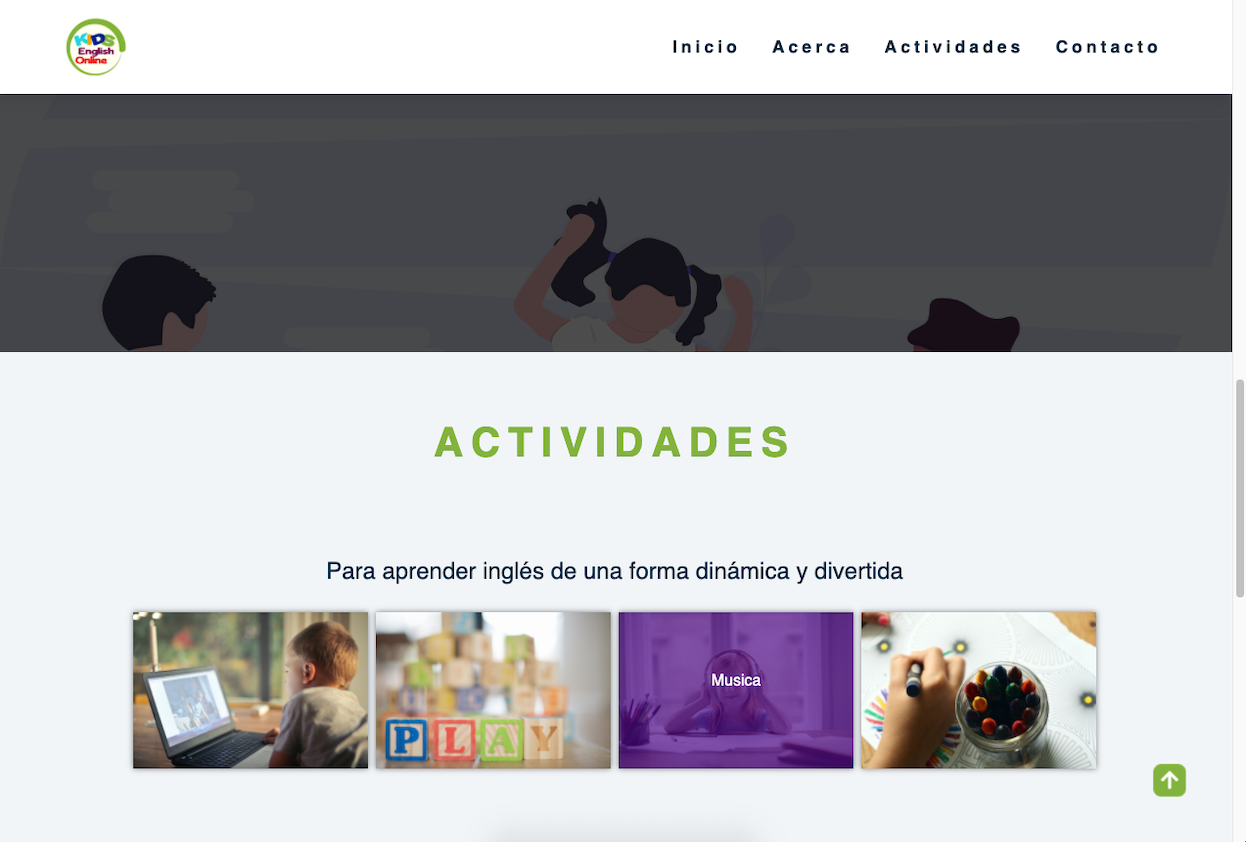 KIDS
English
Online
Inicio Acerca Actividades Contacto
ACTIVIDADES
Para aprender inglés de una forma dinámica y divertida
PLAY
Musica